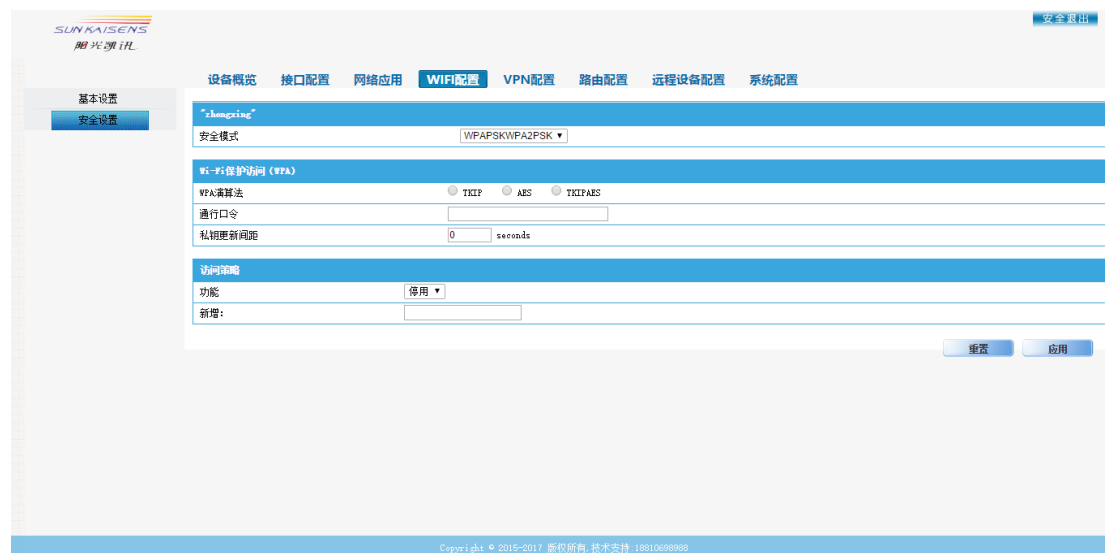 SUNKAISENS
阳光凯讯
安全退出
设备概览 接口配置 网络应用 WIFI配置 VPN配置 路由配置 远程设备配置 系统配置
基本设置
安全设置
"zhongxing"
安全模式 WPAPSKWPA2PSK
Wi-Fi保护访问 (WPA)
WPA演算法 TKIP AES TKIPAES
通行口令
私钥更新间距 0 seconds
访问策略
功能 停用
新增:
重置 应用
Copyright © 2015-2017 版权所有,技术支持:18810698988